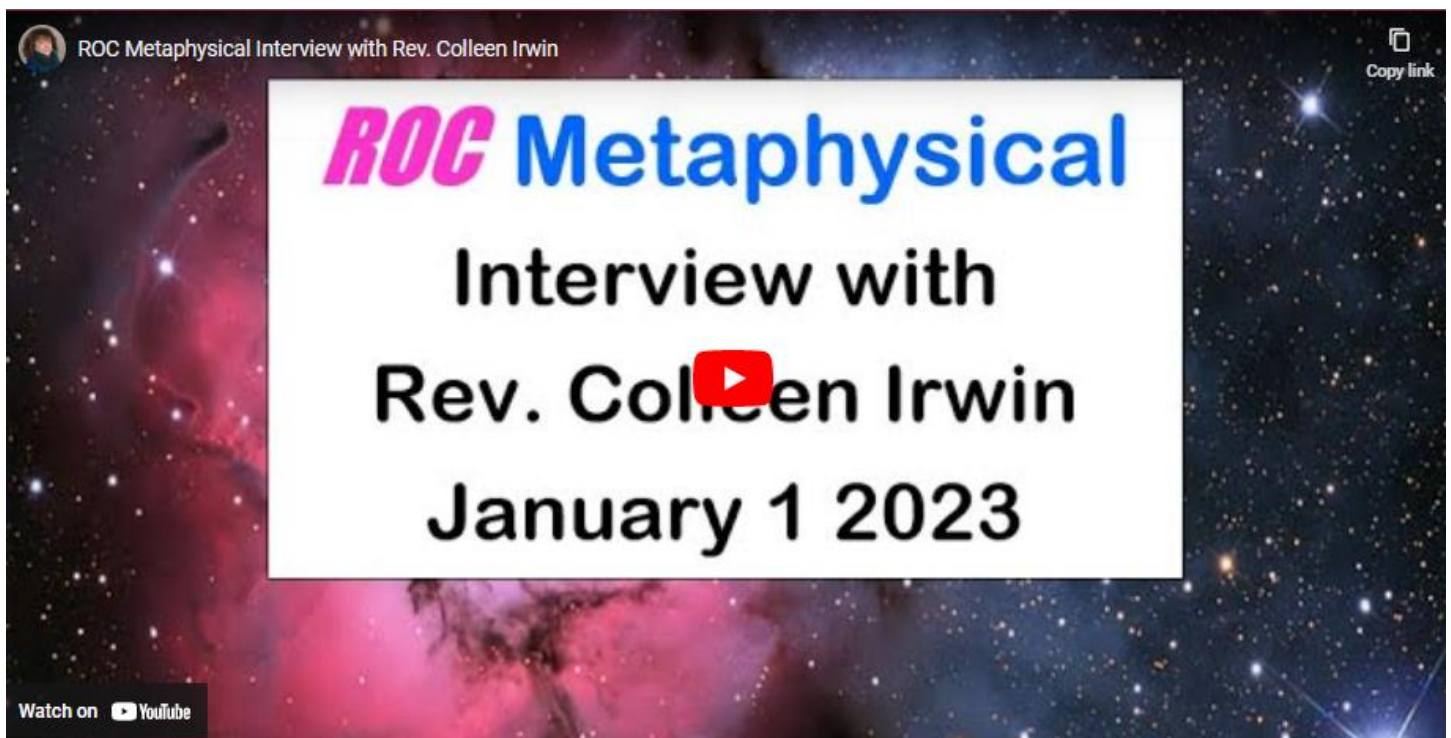 ROC Metaphysical Interview with Rev. Colleen Irwin
Copy link
ROC Metaphysical
Interview with
Rev. Colleen Irwin
January 1 2023
Watch on YouTube